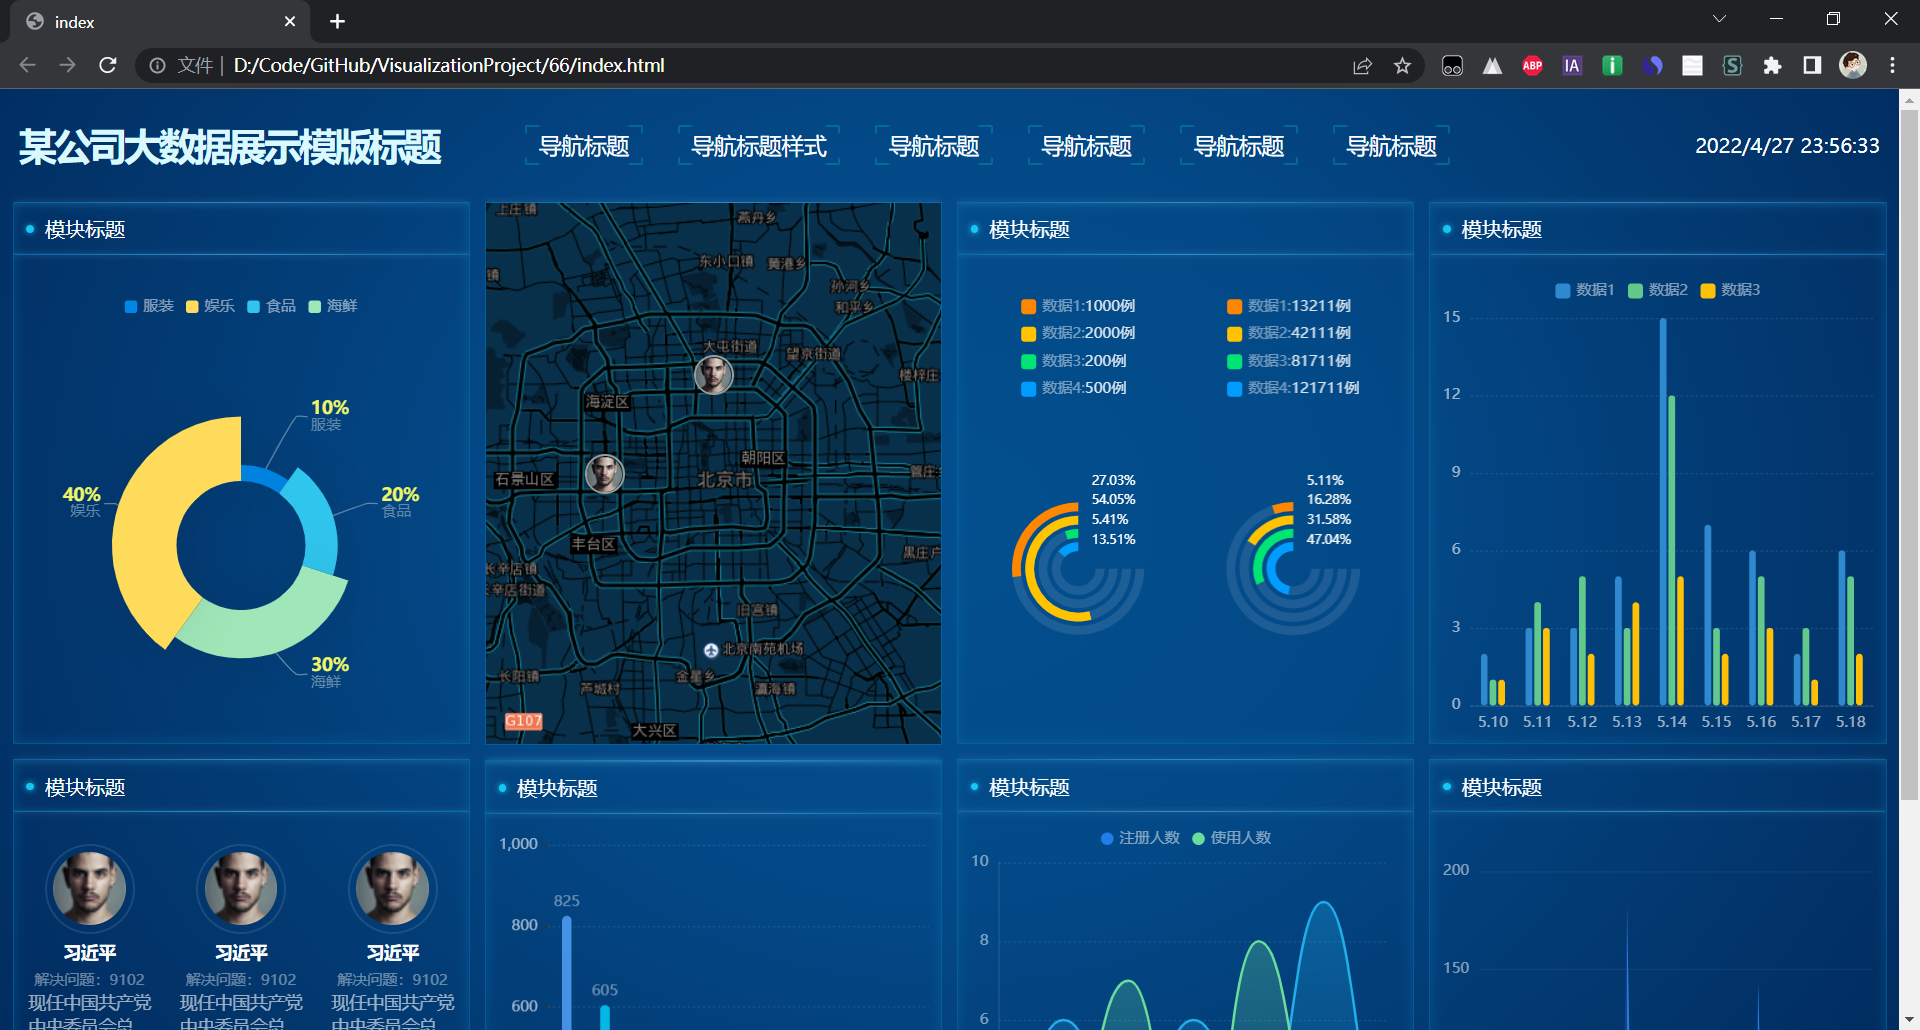 index
文件 | D:/Code/GitHub/VisualizationProject/66/index.html
ABP
IA
某公司大数据展示模版标题
导航标题
导航标题样式
导航标题
导航标题
导航标题
导航标题
2022/4/27 23:56:33
模块标题
服装 娱乐 食品 海鲜
10%
服装
40%
娱乐
20%
食品
30%
海鲜
上庄镇
燕丹乡
镇
东小口镇
黄港乡
孙河乡
和平乡
大屯街道
望京街道
楼梓庄
海淀区
朝阳区
石景山区
北京市
管庄
丰台区
黑庄户
长辛店镇
长辛店街道
旧宫镇
北京南苑机场
长阳镇
芦城村
金星乡
瀛海镇
G107
大兴区
模块标题
数据1:1000例
数据2:2000例
数据3:200例
数据4:500例
数据1:13211例
数据2:42111例
数据3:81711例
数据4:121711例
27.03%
54.05%
5.41%
13.51%
5.11%
16.28%
31.58%
47.04%
模块标题
数据1 数据2 数据3
15
12
9
6
3
0
5.10 5.11 5.12 5.13 5.14 5.15 5.16 5.17 5.18
模块标题
习近平
解决问题：9102
现任中国共产党
中央委员会总
习近平
解决问题：9102
现任中国共产党
中央委员会总
习近平
解决问题：9102
现任中国共产党
中央委员会总
模块标题
1,000
825
800
605
600
模块标题
注册人数 使用人数
10
8
6
模块标题
200
150